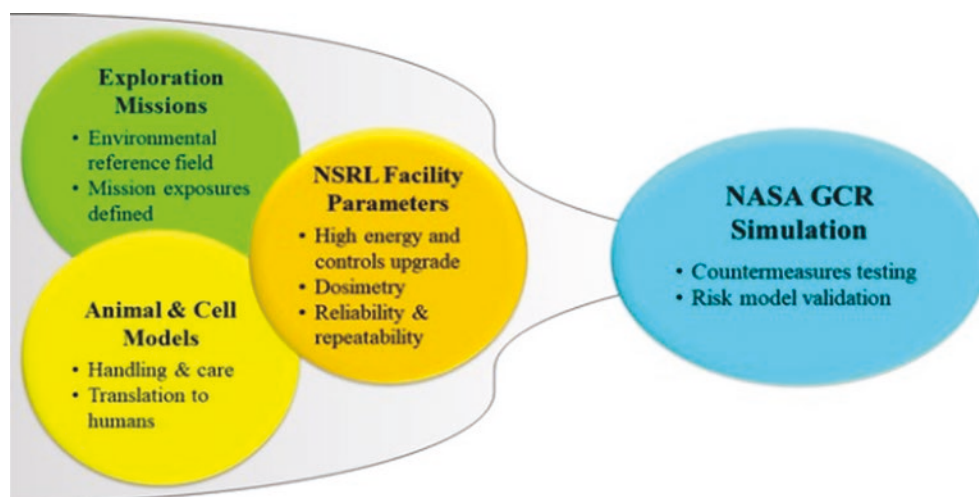 Exploration
Missions
• Environmental
reference field
• Mission exposures
defined
NSRL Facility
Parameters
• High energy and
controls upgrade
• Dosimetry
• Reliability &
repeatability
Animal & Cell
Models
• Handling & care
• Translation to
humans
NASA GCR
Simulation
• Countermeasures testing
• Risk model validation